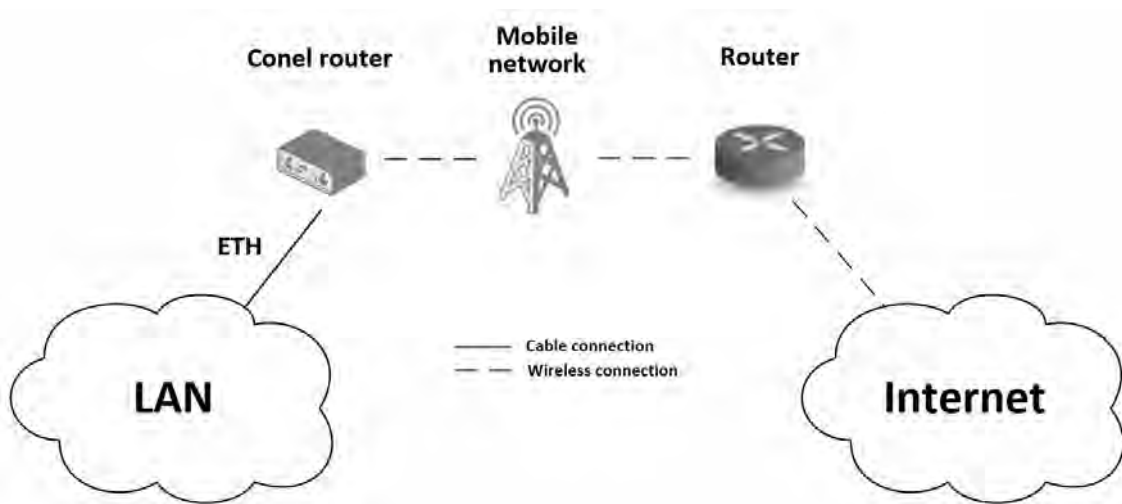 Conel router
Mobile
network
Router
ETH
Cable connection
Wireless connection
LAN
Internet